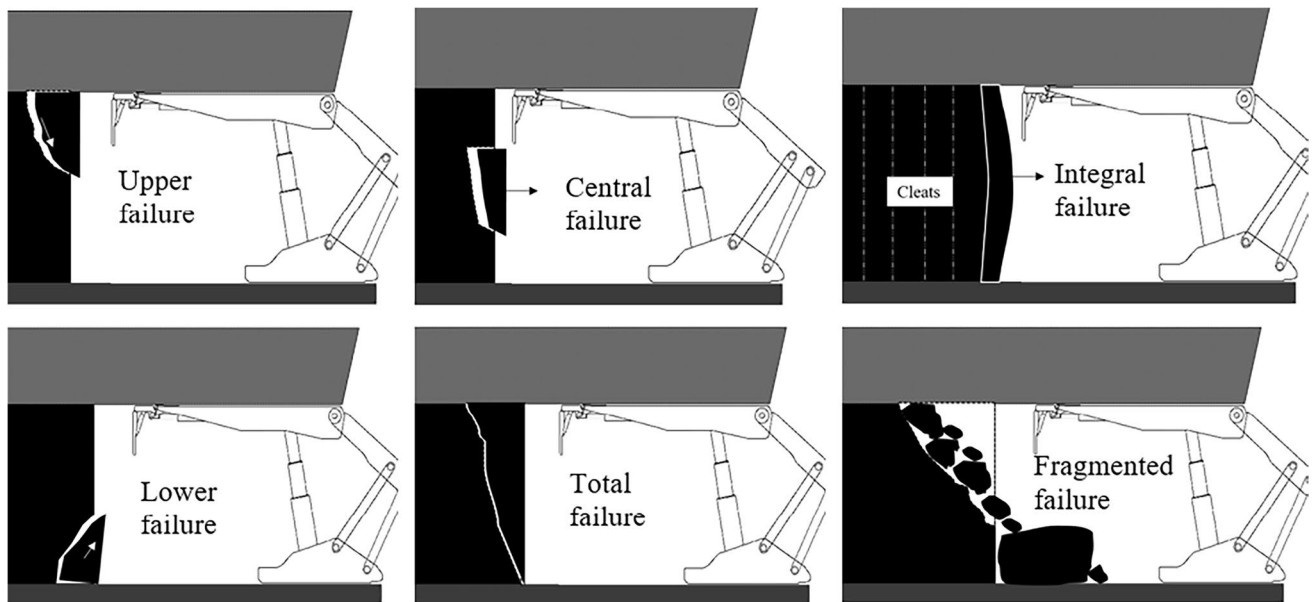 Upper
failure
Central
failure
Cleats
Integral
failure
Lower
failure
Total
failure
Fragmented
failure